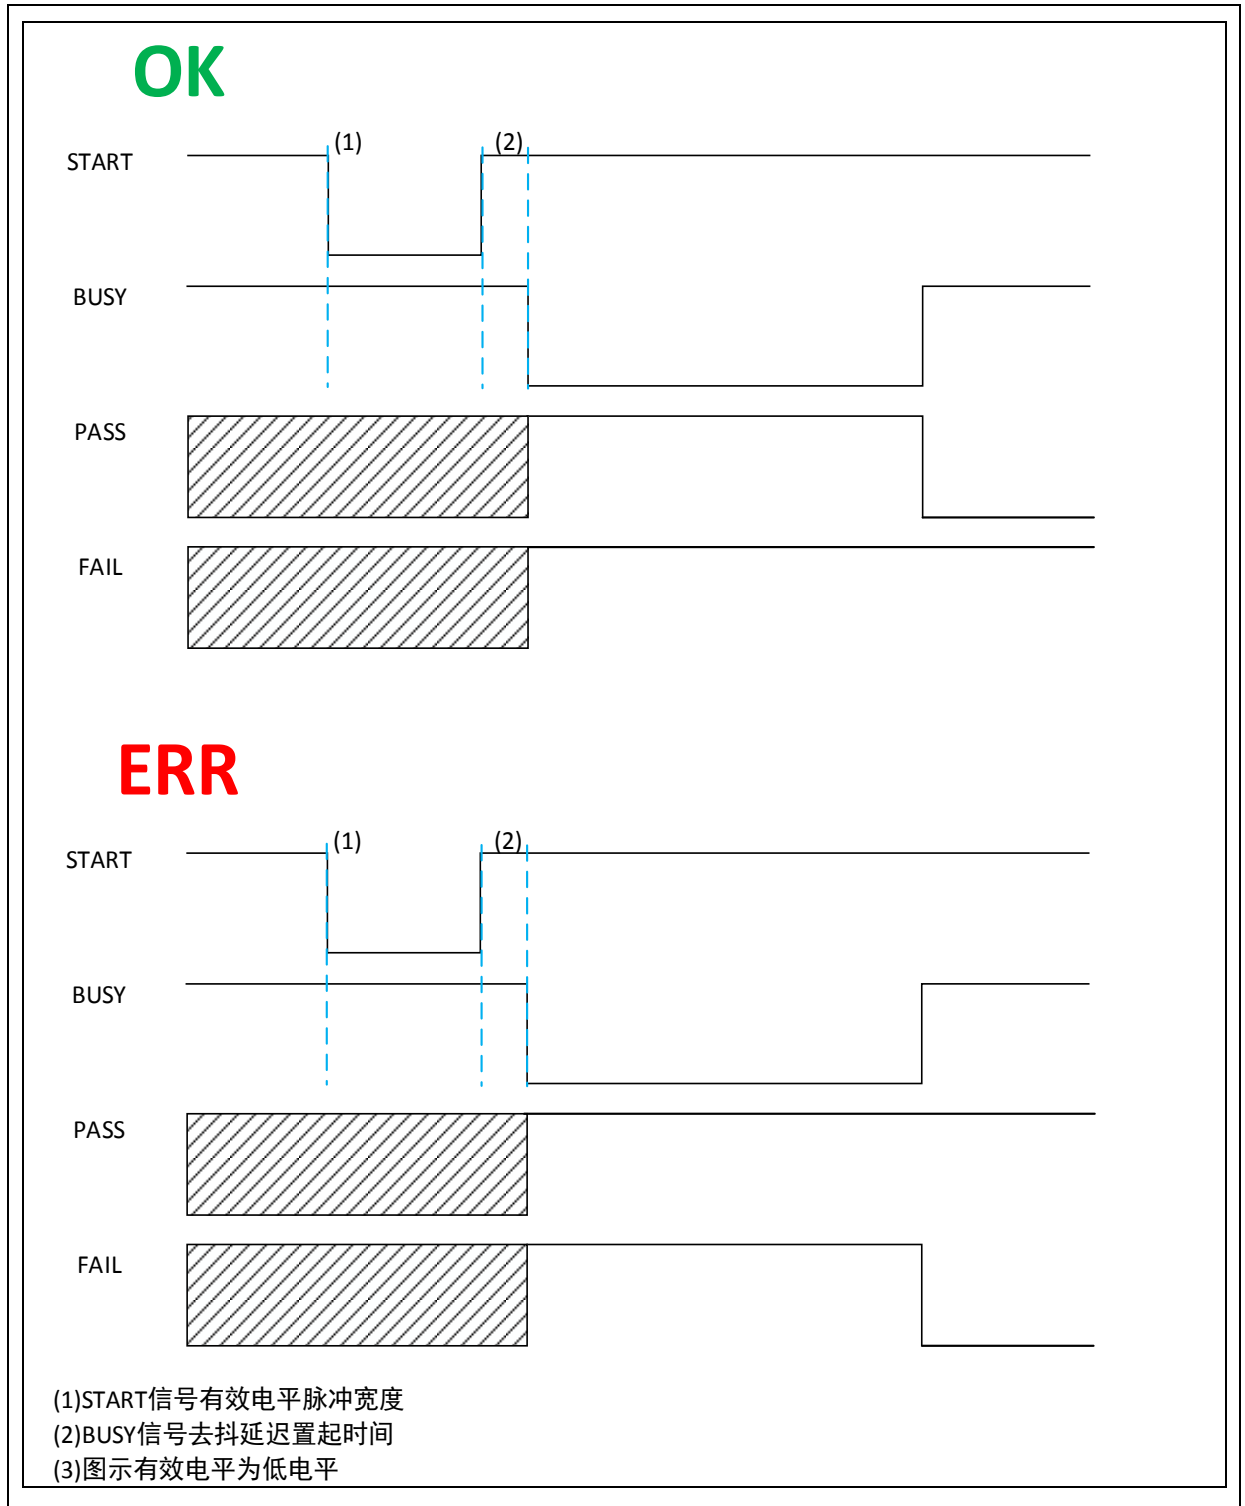 OK
(1) (2)
START
BUSY
PASS
FAIL
ERR
(1) (2)
START
BUSY
PASS
FAIL
(1)START信号有效电平脉冲宽度
(2)BUSY信号去抖延迟置起时间
(3)图示有效电平为低电平